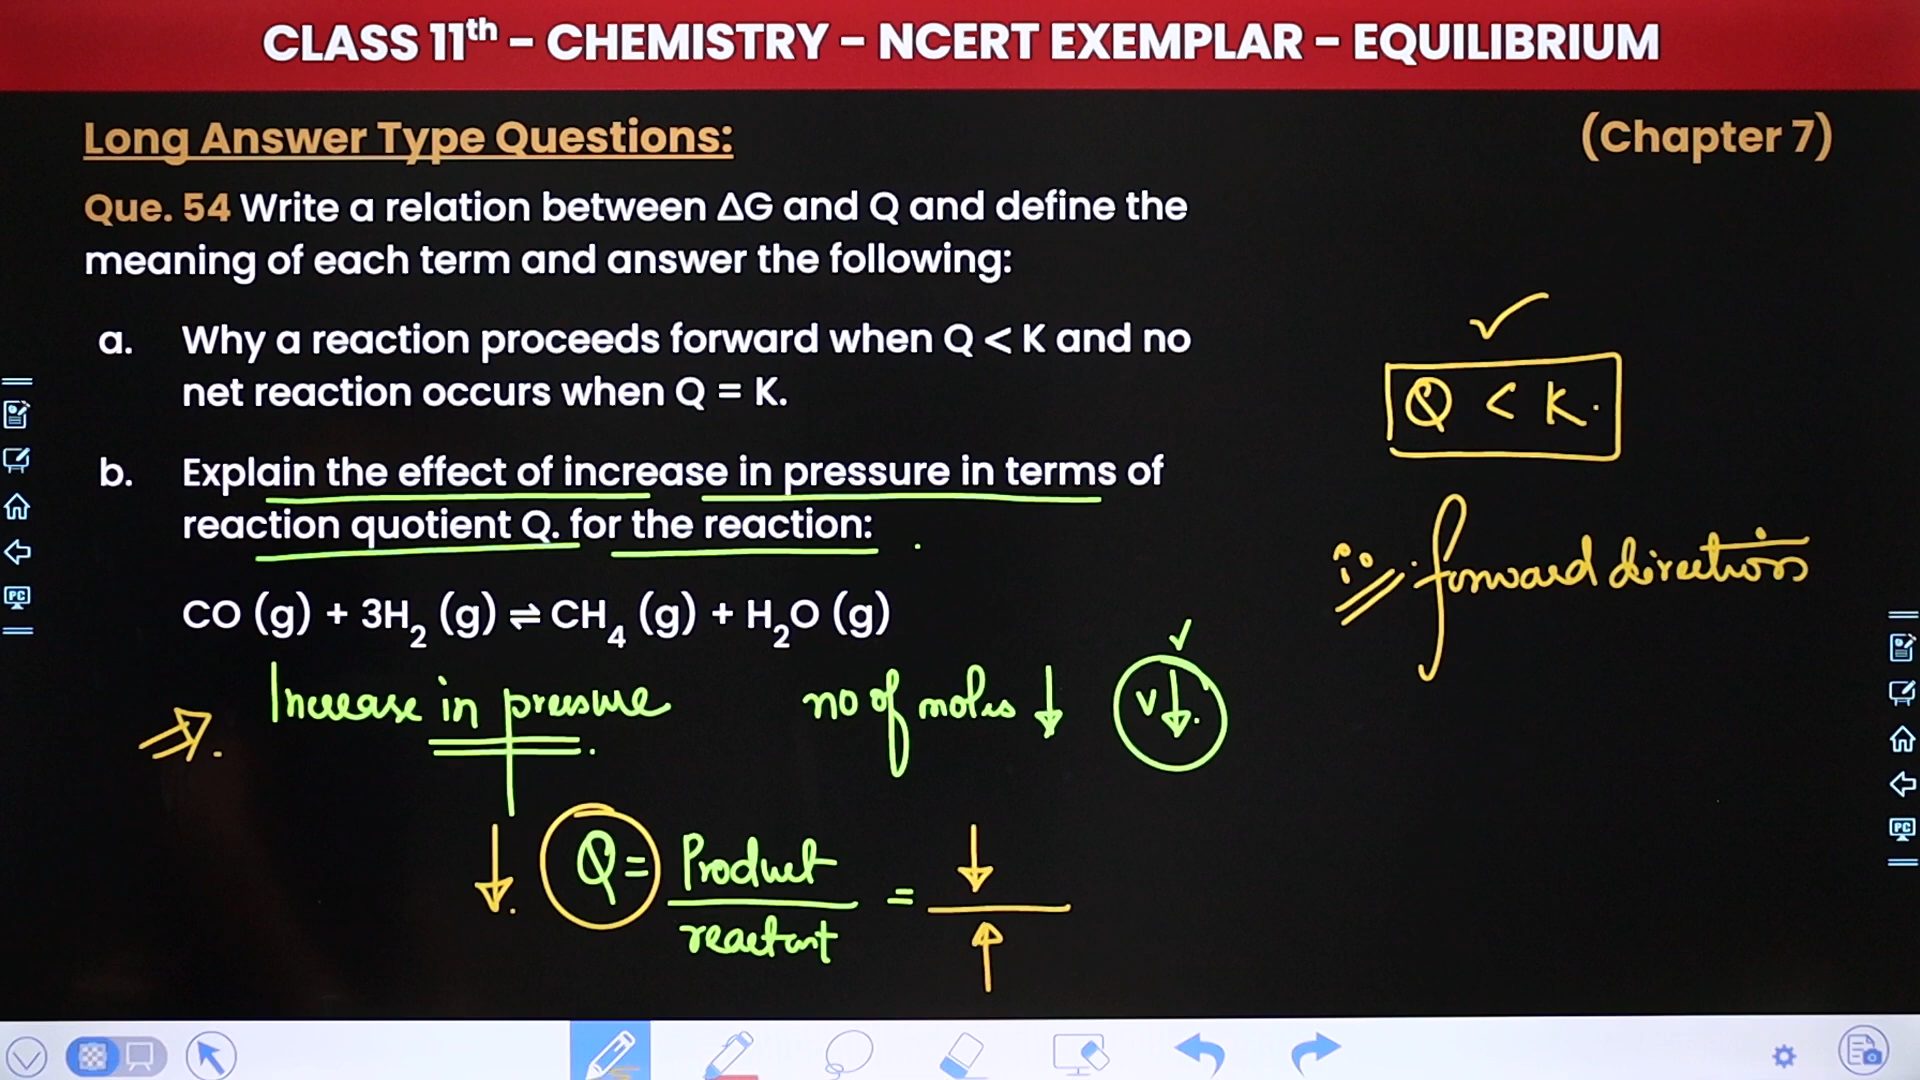 CLASS 11th - CHEMISTRY - NCERT EXEMPLAR - EQUILIBRIUM
Long Answer Type Questions:
(Chapter 7)
Que. 54 Write a relation between ΔG and Q and define the
meaning of each term and answer the following:
a. Why a reaction proceeds forward when Q < K and no
net reaction occurs when Q = K.
b. Explain the effect of increase in pressure in terms of
reaction quotient Q. for the reaction:
CO (g) + 3H₂ (g) ⇌ CH₄ (g) + H₂O (g)
Increase in pressure
no of moles ↓
V↓
↓ Q = Product / reactant = ↓ / ↑
Q < K.
forward direction
PC
PC